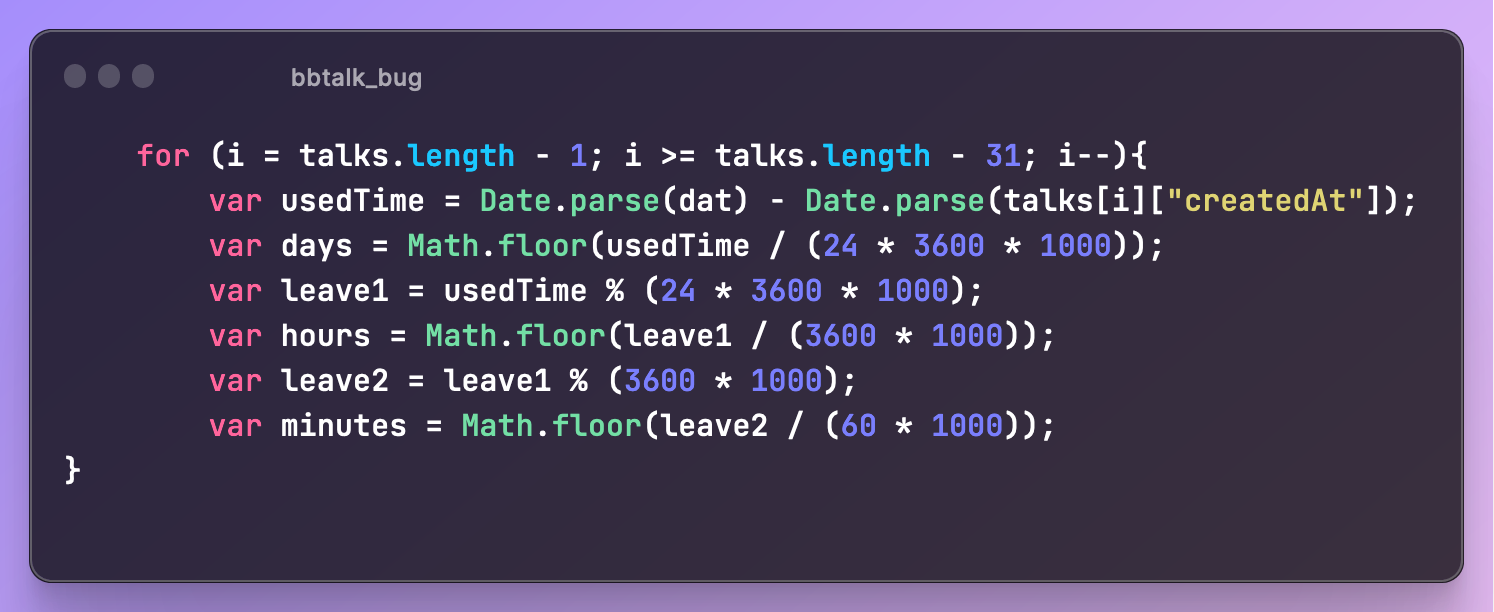 bbtalk_bug
for (i = talks.length - 1; i >= talks.length - 31; i--){
var usedTime = Date.parse(dat) - Date.parse(talks[i]["createdAt"]);
var days = Math.floor(usedTime / (24 * 3600 * 1000));
var leave1 = usedTime % (24 * 3600 * 1000);
var hours = Math.floor(leave1 / (3600 * 1000));
var leave2 = leave1 % (3600 * 1000);
var minutes = Math.floor(leave2 / (60 * 1000));
}